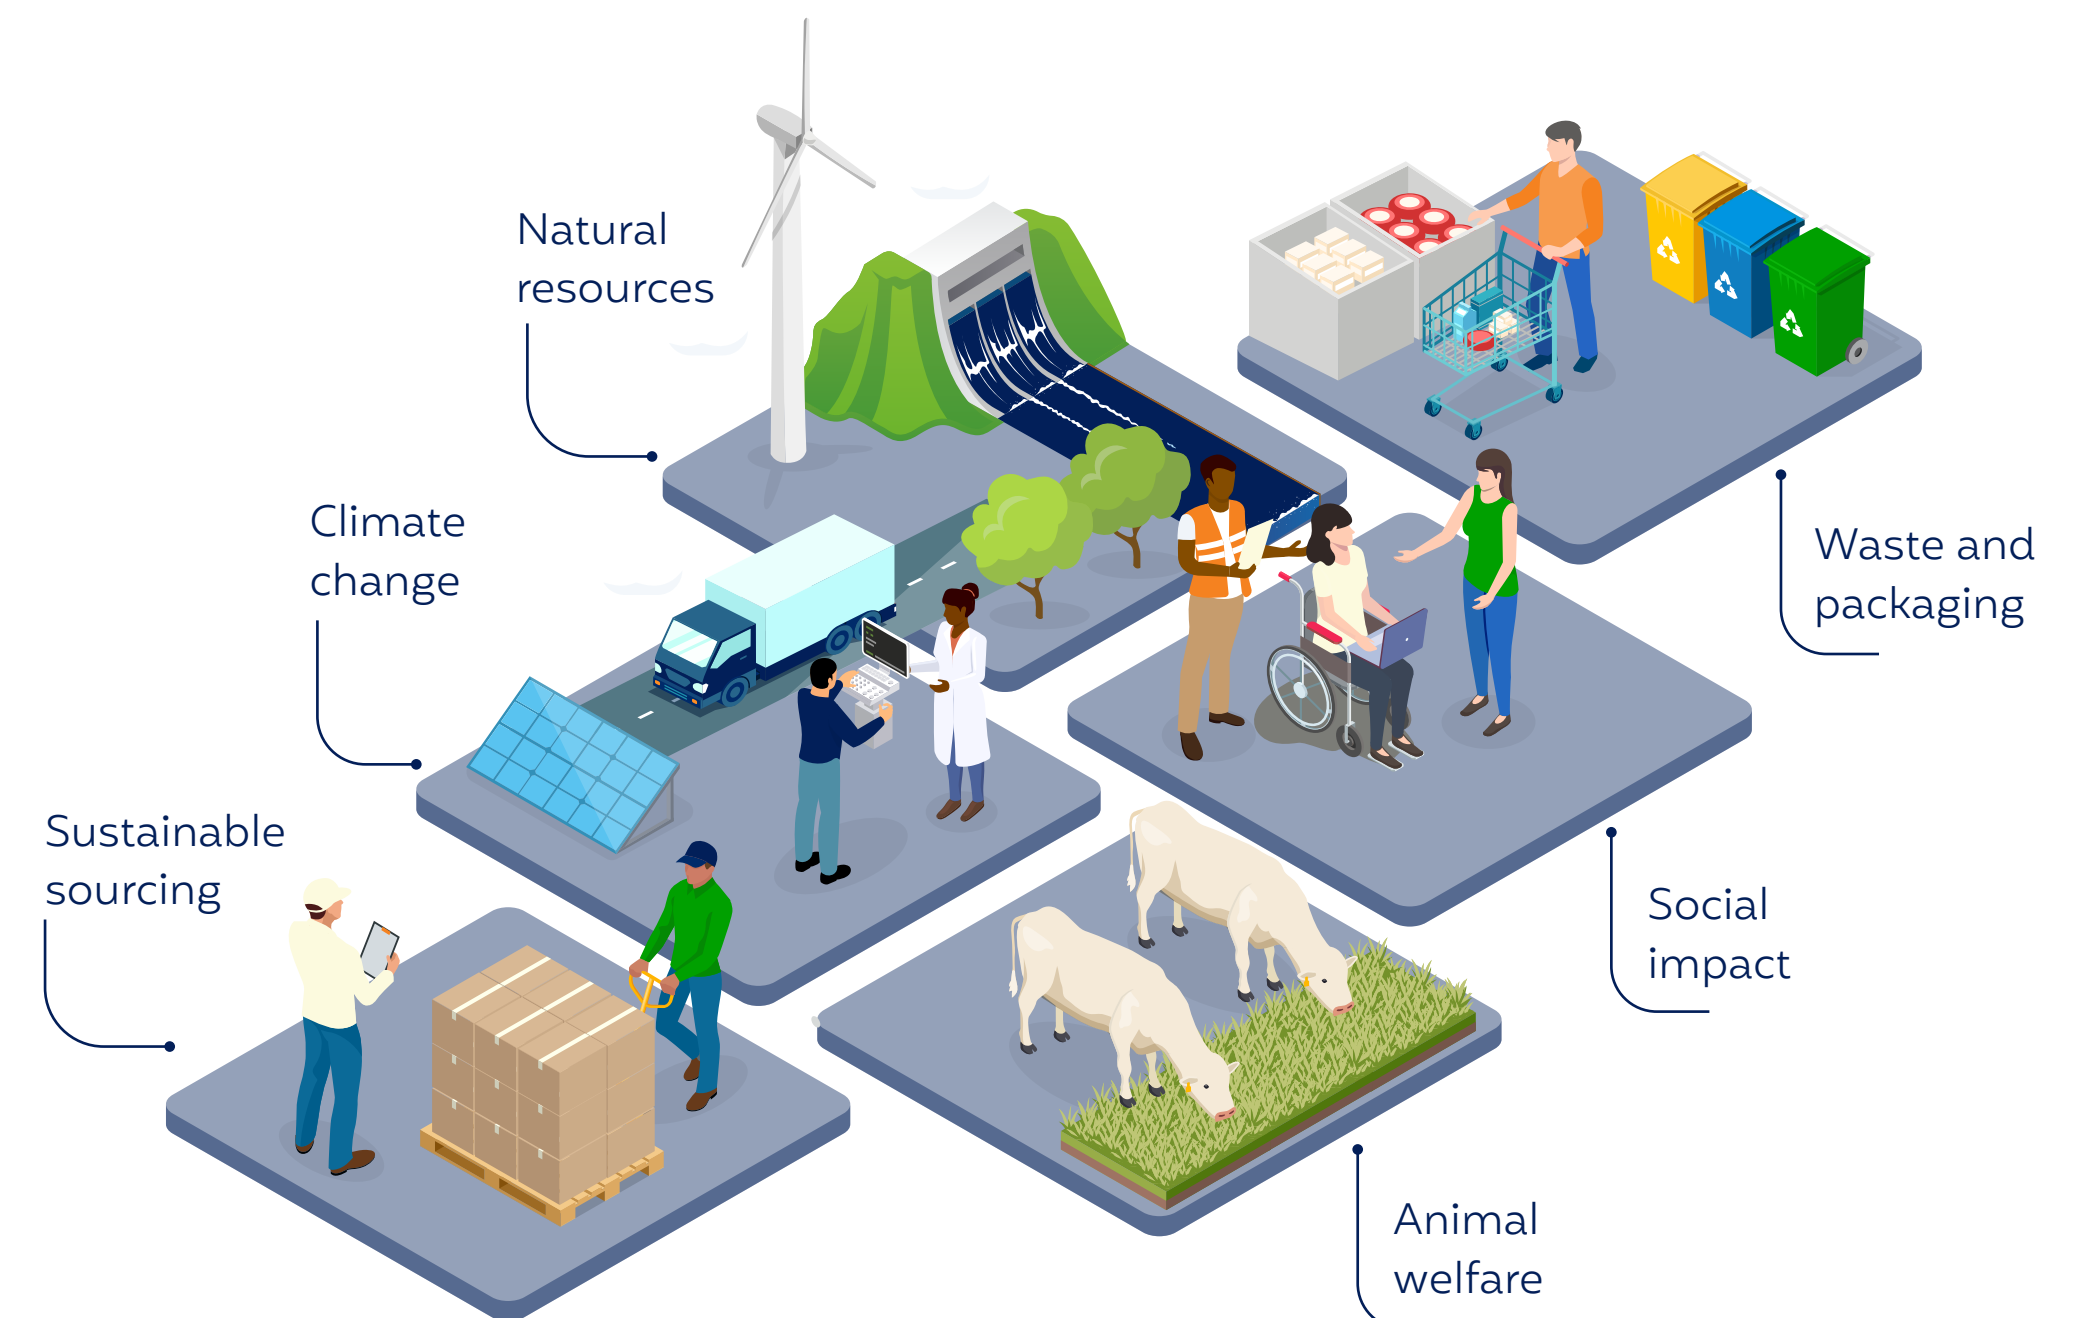 Natural
resources
Climate
change
Waste and
packaging
Sustainable
sourcing
Social
impact
Animal
welfare